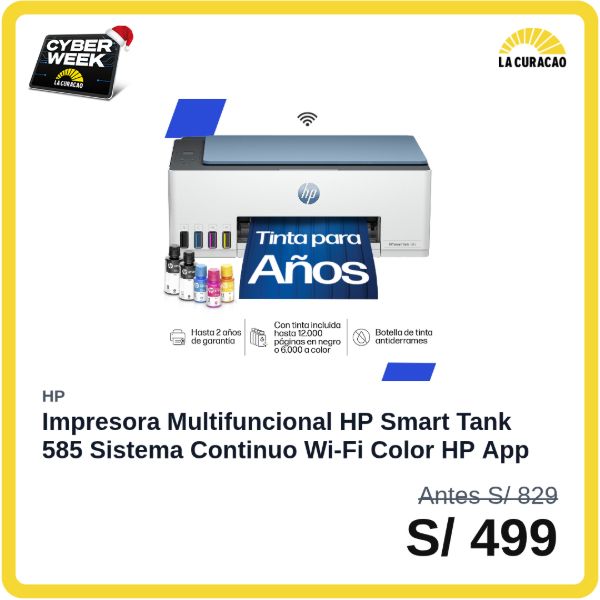 CYBER
WEEK
LA CURACAO
LA CURACAO
hp
Tinta para
Años
Hasta 2 años
de garantía
Con tinta incluida
hasta 12.000
páginas en negro
o 6.000 a color
Botella de tinta
antiderrames
HP
Impresora Multifuncional HP Smart Tank
585 Sistema Continuo Wi-Fi Color HP App
Antes S/ 829
S/ 499